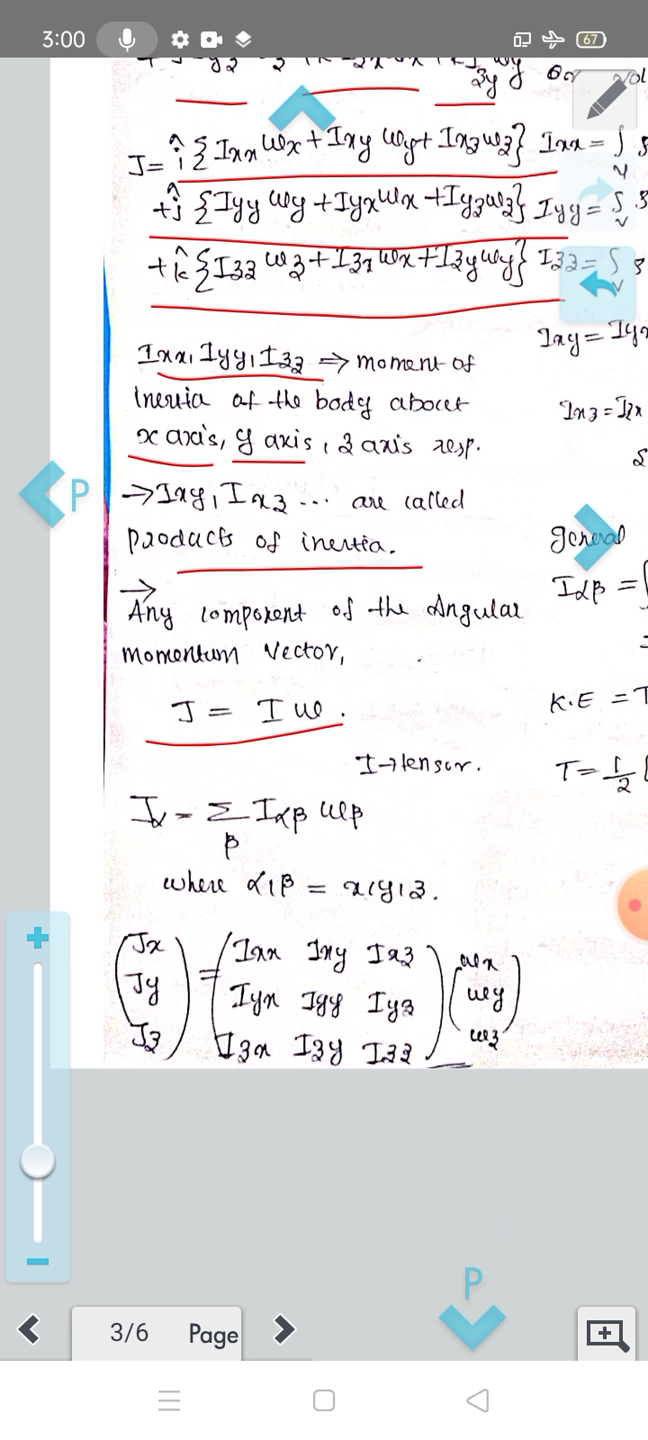 3:00
67
J= î { Ixx ωx + Ixy ωy + Ixz ωz } Ixx = ∫
+ ĵ { Iyy ωy + Iyx ωx + Iyz ωz } Iyy = ∫
+ k̂ { Izz ωz + Izx ωx + Izy ωy } Izz = ∫
Ixy = Iyx
Ixx, Iyy, Izz ⇒ moment of
inertia of the body about
x axis, y axis, z axis resp.
Ixz = Izx
→ Ixy, Ixz ... are called
products of inertia.
general
Iαβ =
→
Any component of the Angular
momentum vector,
J = I ω.
K.E = T
I → tensor.
T = 1/2
Jα = Σ Iαβ ωβ
β
where α, β = x, y, z.
(Jx) = (Ixx Ixy Ixz) (ωx)
(Jy) (Iyx Iyy Iyz) (ωy)
(Jz) (Izx Izy Izz) (ωz)
P
P
3/6 Page